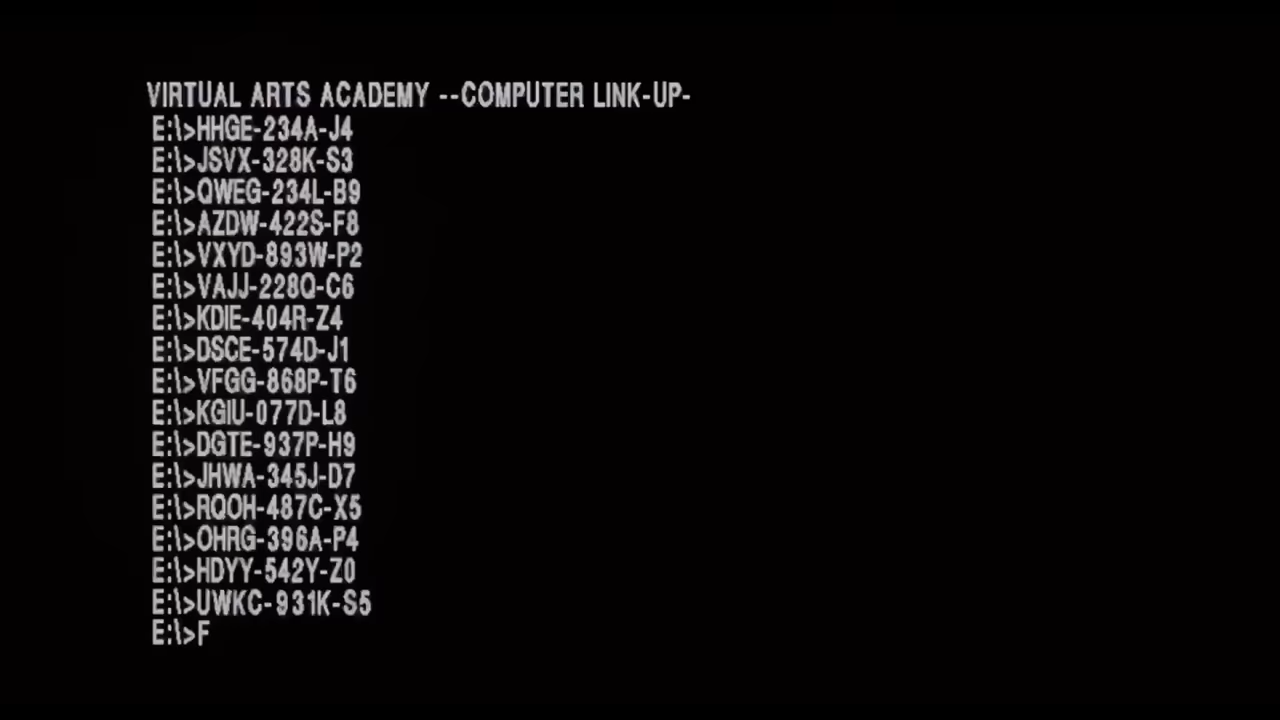 VIRTUAL ARTS ACADEMY --COMPUTER LINK-UP-
E:\>HHGE-234A-J4
E:\>JSVX-328K-S3
E:\>QWEG-234L-B9
E:\>AZDW-422S-F8
E:\>VXYD-893W-P2
E:\>VAJJ-228Q-C6
E:\>KDIE-404R-Z4
E:\>DSCE-574D-J1
E:\>VFGG-868P-T6
E:\>KGIU-077D-L8
E:\>DGTE-937P-H9
E:\>JHWA-345J-D7
E:\>RQOH-487C-X5
E:\>OHRG-396A-P4
E:\>HDYY-542Y-Z0
E:\>UWKC-931K-S5
E:\>F